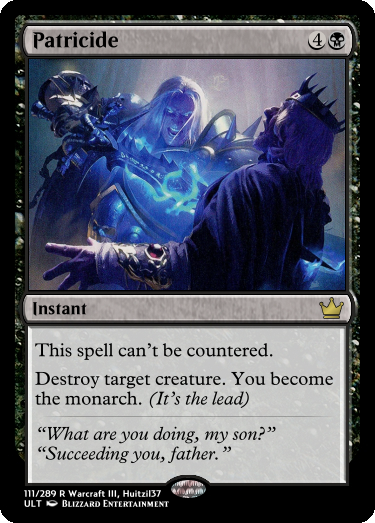 Patricide 4
Instant
This spell can't be countered.
Destroy target creature. You become
the monarch. (It's the lead)
“What are you doing, my son?”
“Succeeding you, father.”
111/289 R Warcraft III, Huitzil37
ULT Blizzard Entertainment